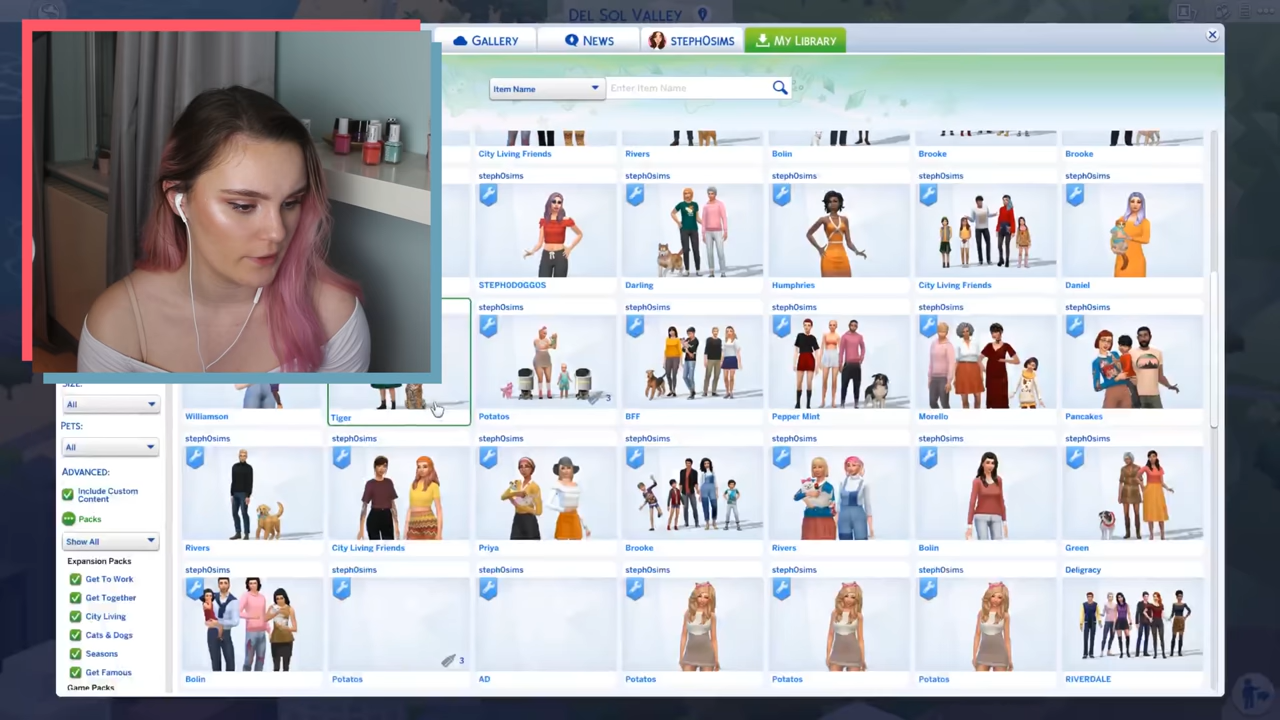 DEL SOL VALLEY
GALLERY
NEWS
STEPH0SIMS
MY LIBRARY
Item Name
Enter Item Name
City Living Friends
Rivers
Bolin
Brooke
Brooke
steph0sims
steph0sims
steph0sims
steph0sims
steph0sims
STEPH0DOGGOS
Darling
Humphries
City Living Friends
Daniel
steph0sims
steph0sims
steph0sims
steph0sims
steph0sims
3
Williamson
Tiger
Potatos
BFF
Pepper Mint
Morello
Pancakes
steph0sims
steph0sims
steph0sims
steph0sims
steph0sims
steph0sims
steph0sims
Rivers
City Living Friends
Priya
Brooke
Rivers
Bolin
Green
steph0sims
steph0sims
steph0sims
steph0sims
steph0sims
steph0sims
Deligracy
3
Bolin
Potatos
AD
Potatos
Potatos
Potatos
RIVERDALE
SIZE:
All
PETS:
All
ADVANCED:
Include Custom
Content
Packs
Show All
Expansion Packs
Get To Work
Get Together
City Living
Cats & Dogs
Seasons
Get Famous
Game Packs